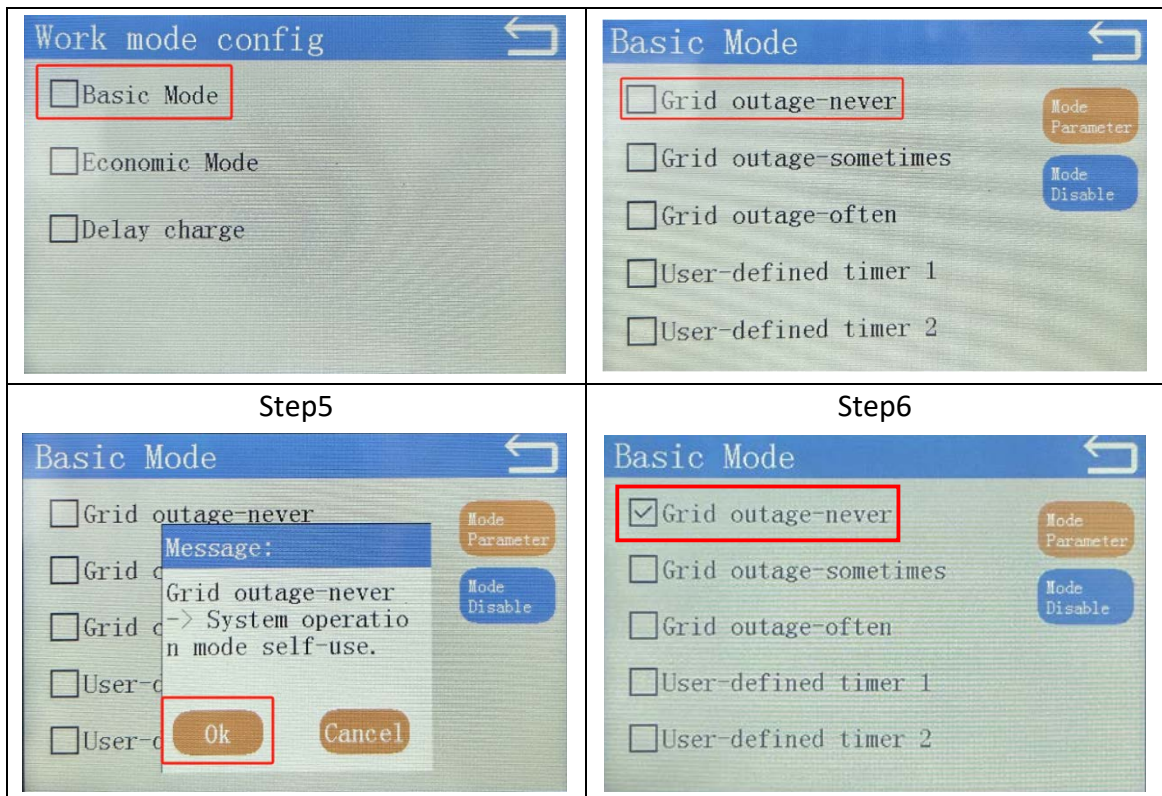 Work mode config
Basic Mode
Economic Mode
Delay charge
Basic Mode
Grid outage-never
Mode
Parameter
Grid outage-sometimes
Mode
Disable
Grid outage-often
User-defined timer 1
User-defined timer 2
Step5
Step6
Basic Mode
Grid outage-never
Mode
Parameter
Message:
Grid o
Grid outage-never
Mode
Disable
-> System operatio
Grid o
n mode self-use.
User-d
User-d
Ok
Cancel
Basic Mode
Grid outage-never
Mode
Parameter
Grid outage-sometimes
Mode
Disable
Grid outage-often
User-defined timer 1
User-defined timer 2